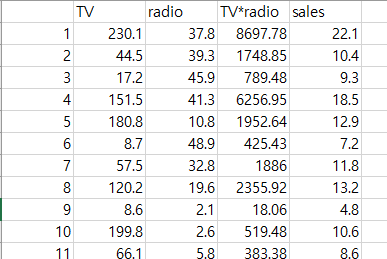 TV radio TV*radio sales
1 230.1 37.8 8697.78 22.1
2 44.5 39.3 1748.85 10.4
3 17.2 45.9 789.48 9.3
4 151.5 41.3 6256.95 18.5
5 180.8 10.8 1952.64 12.9
6 8.7 48.9 425.43 7.2
7 57.5 32.8 1886 11.8
8 120.2 19.6 2355.92 13.2
9 8.6 2.1 18.06 4.8
10 199.8 2.6 519.48 10.6
11 66.1 5.8 383.38 8.6